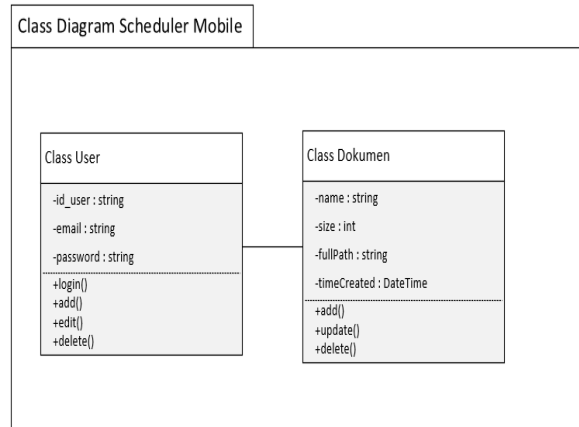 Class Diagram Scheduler Mobile
Class User
-id_user : string
-email : string
-password : string
+login()
+add()
+edit()
+delete()
Class Dokumen
-name : string
-size : int
-fullPath : string
-timeCreated : DateTime
+add()
+update()
+delete()